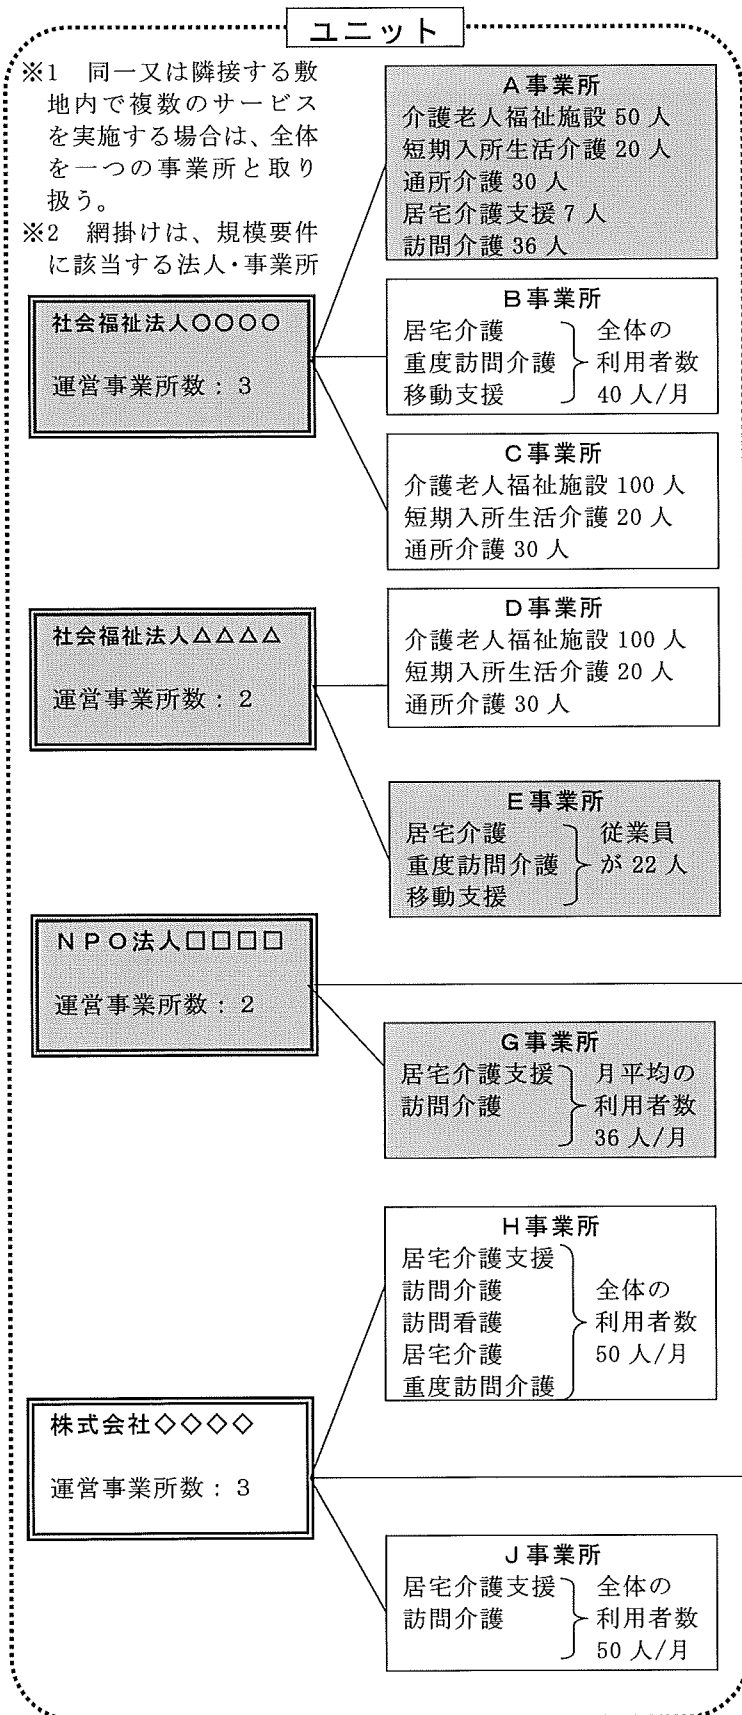 ユニット
※1 同一又は隣接する敷
地内で複数のサービス
を実施する場合は、全体
を一つの事業所と取り
扱う。
※2 網掛けは、規模要件
に該当する法人・事業所
A事業所
介護老人福祉施設 50 人
短期入所生活介護 20 人
通所介護 30 人
居宅介護支援 7 人
訪問介護 36 人
社会福祉法人○○○○
運営事業所数：3
B事業所
居宅介護
重度訪問介護
移動支援
全体の
利用者数
40 人/月
C事業所
介護老人福祉施設 100 人
短期入所生活介護 20 人
通所介護 30 人
社会福祉法人△△△△
運営事業所数：2
D事業所
介護老人福祉施設 100 人
短期入所生活介護 20 人
通所介護 30 人
E事業所
居宅介護
重度訪問介護
移動支援
従業員
が 22 人
NPO法人□□□□
運営事業所数：2
G事業所
居宅介護支援
訪問介護
月平均の
利用者数
36 人/月
H事業所
居宅介護支援
訪問介護
訪問看護
居宅介護
重度訪問介護
全体の
利用者数
50 人/月
株式会社◇◇◇◇
運営事業所数：3
J事業所
居宅介護支援
訪問介護
全体の
利用者数
50 人/月